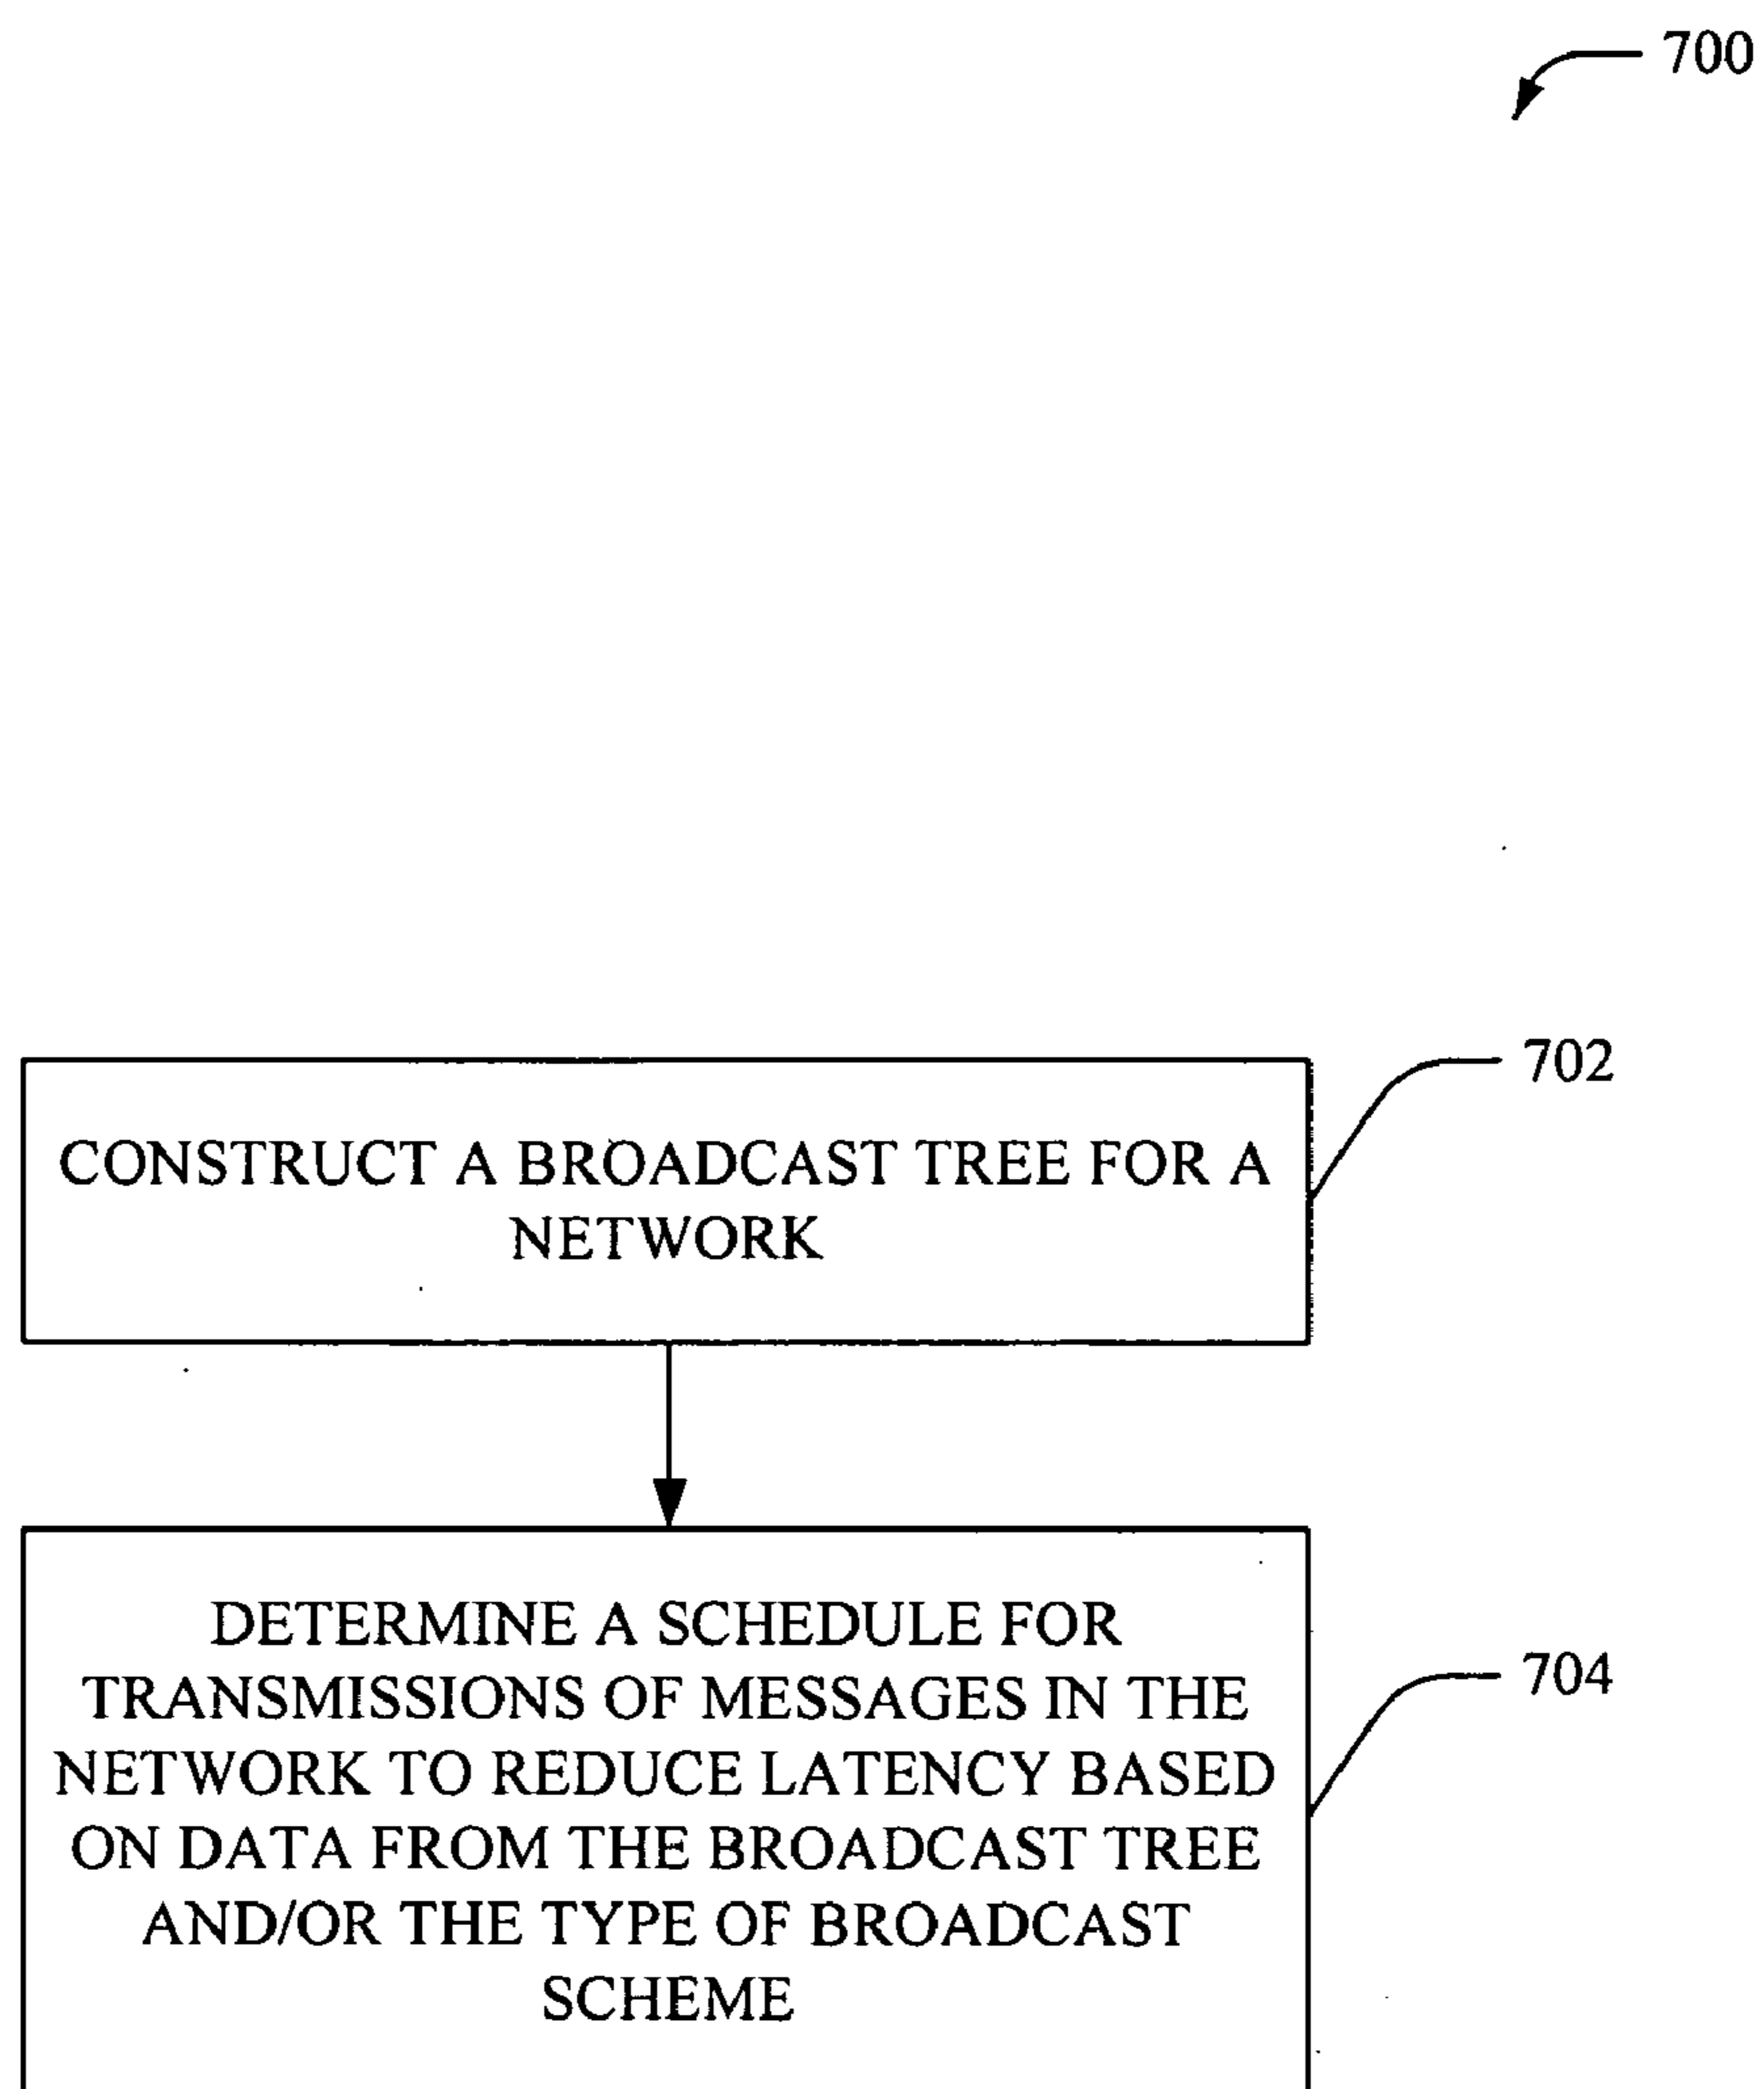 700
702
CONSTRUCT A BROADCAST TREE FOR A
NETWORK
DETERMINE A SCHEDULE FOR
704
TRANSMISSIONS OF MESSAGES IN THE
NETWORK TO REDUCE LATENCY BASED
ON DATA FROM THE BROADCAST TREE
AND/OR THE TYPE OF BROADCAST
SCHEME